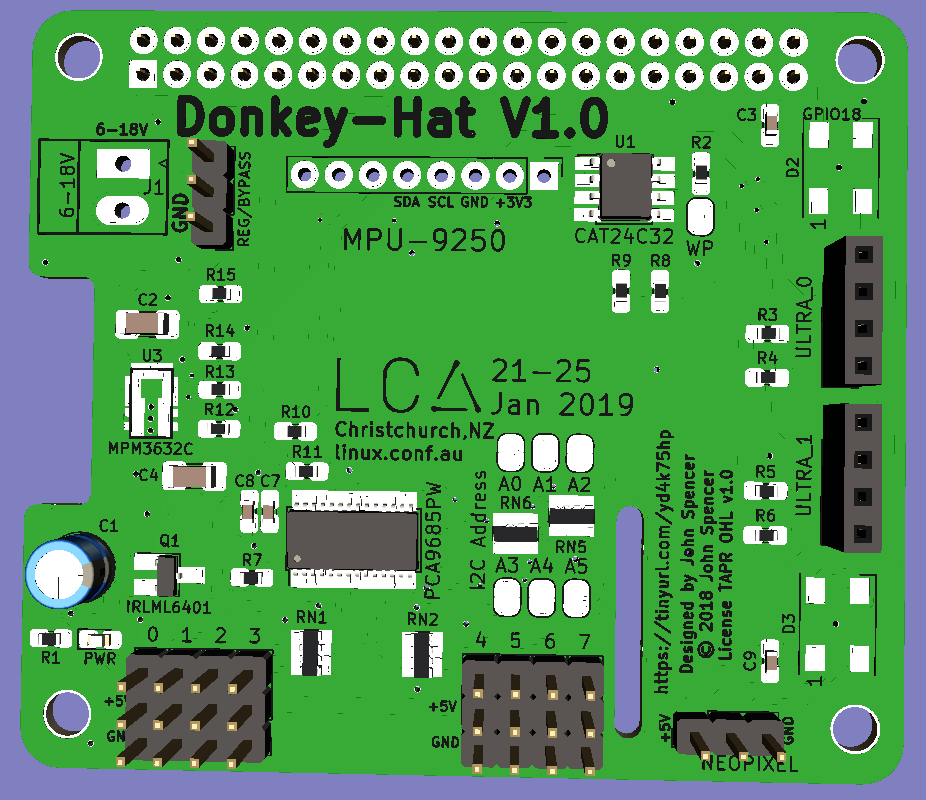 Donkey-Hat V1.0
6-18V
6-18V
J1
GND
REG/BYPASS
SDA SCL GND +3V3
MPU-9250
U1
CAT24C32
R2
WP
C3
GPIO18
D2
1
R9
R8
R15
C2
R14
U3
R13
R12
MPM3632C
C4
R10
R11
LCA
21-25
Jan 2019
Christchurch,NZ
linux.conf.au
ULTRA_0
R3
R4
ULTRA_1
R5
R6
C8
C7
PCA9685PW
I2C Address
A0
A1
A2
RN6
RN5
A3
A4
A5
C1
Q1
IRLML6401
R7
R1
PWR
RN1
RN2
0
1
2
3
4
5
6
7
+5V
GN
+5V
GND
https://tinyurl.com/yd4k75hp
Designed by John Spencer
© 2018 John Spencer
License TAPR OHL v1.0
D3
C9
1
+5V
GND
NEOPIXEL